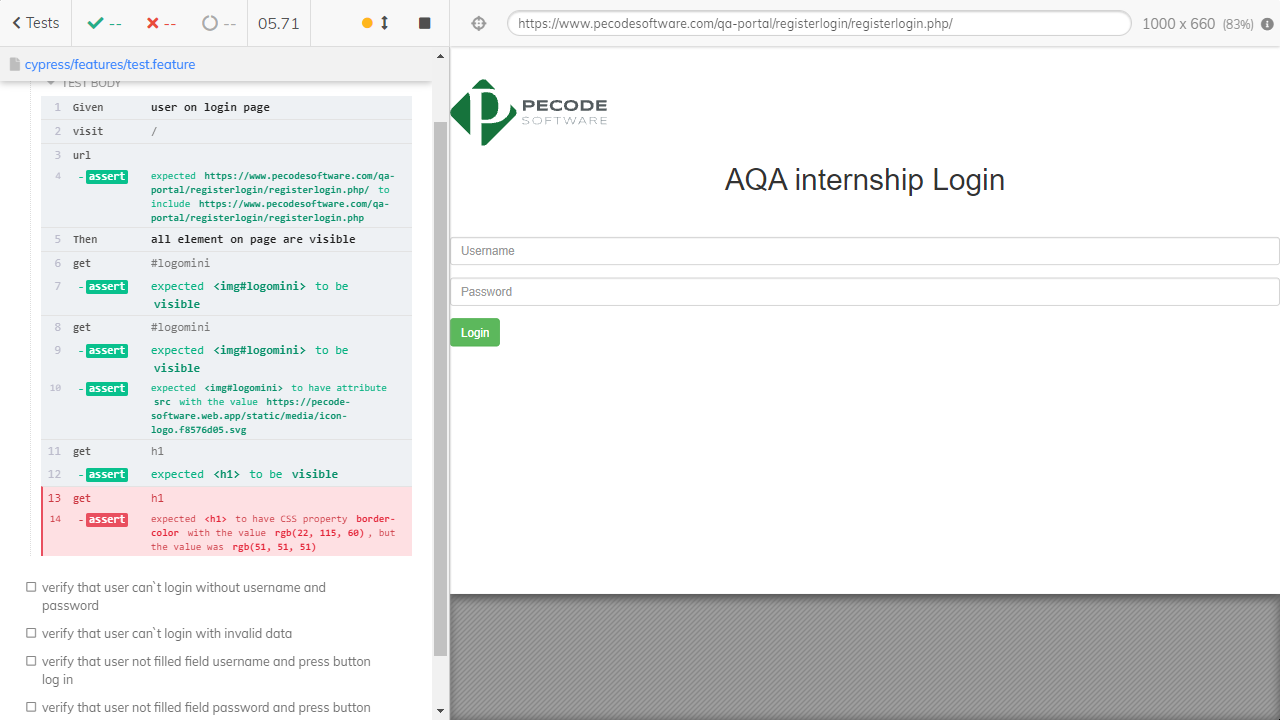 Tests
--
--
--
05.71
https://www.pecodesoftware.com/qa-portal/registerlogin/registerlogin.php/
1000 x 660 (83%)
cypress/features/test.feature
TEST BODY
1 Given user on login page
2 visit /
3 url
4 - assert expected https://www.pecodesoftware.com/qa-
portal/registerlogin/registerlogin.php/ to
include https://www.pecodesoftware.com/qa-
portal/registerlogin/registerlogin.php
5 Then all element on page are visible
6 get #logomini
7 - assert expected <img#logomini> to be
visible
8 get #logomini
9 - assert expected <img#logomini> to be
visible
10 - assert expected <img#logomini> to have attribute
src with the value https://pecode-
software.web.app/static/media/icon-
logo.f8576d05.svg
11 get h1
12 - assert expected <h1> to be visible
13 get h1
14 - assert expected <h1> to have CSS property border-
color with the value rgb(22, 115, 60), but
the value was rgb(51, 51, 51)
verify that user can`t login without username and
password
verify that user can`t login with invalid data
verify that user not filled field username and press button
log in
verify that user not filled field password and press button
PECODE
SOFTWARE
AQA internship Login
Username
Password
Login